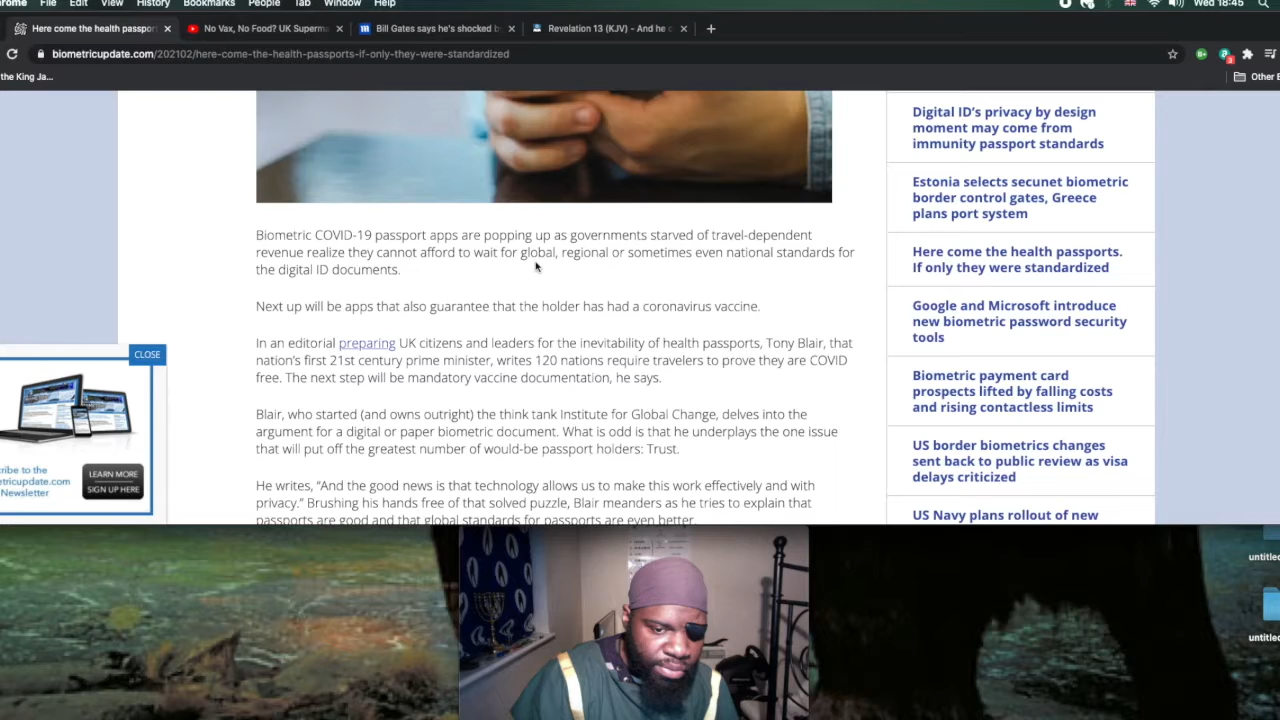 File Edit View History Bookmarks People Tab Window Help
Wed 18:45
Here come the health passpor
No Vax, No Food? UK Superma
Bill Gates says he's shocked b
Revelation 13 (KJV) - And he c
biometricupdate.com/202102/here-come-the-health-passports-if-only-they-were-standardized
the King Ja...
Other B
Biometric COVID-19 passport apps are popping up as governments starved of travel-dependent
revenue realize they cannot afford to wait for global, regional or sometimes even national standards for
the digital ID documents.
Next up will be apps that also guarantee that the holder has had a coronavirus vaccine.
In an editorial preparing UK citizens and leaders for the inevitability of health passports, Tony Blair, that
nation's first 21st century prime minister, writes 120 nations require travelers to prove they are COVID
free. The next step will be mandatory vaccine documentation, he says.
Blair, who started (and owns outright) the think tank Institute for Global Change, delves into the
argument for a digital or paper biometric document. What is odd is that he underplays the one issue
that will put off the greatest number of would-be passport holders: Trust.
He writes, “And the good news is that technology allows us to make this work effectively and with
privacy.” Brushing his hands free of that solved puzzle, Blair meanders as he tries to explain that
passports are good and that global standards for passports are even better.
Digital ID's privacy by design
moment may come from
immunity passport standards
Estonia selects secunet biometric
border control gates, Greece
plans port system
Here come the health passports.
If only they were standardized
Google and Microsoft introduce
new biometric password security
tools
Biometric payment card
prospects lifted by falling costs
and rising contactless limits
US border biometrics changes
sent back to public review as visa
delays criticized
US Navy plans rollout of new
CLOSE
cribe to the
etricupdate.com
Newsletter
LEARN MORE
SIGN UP HERE
untitled
untitled